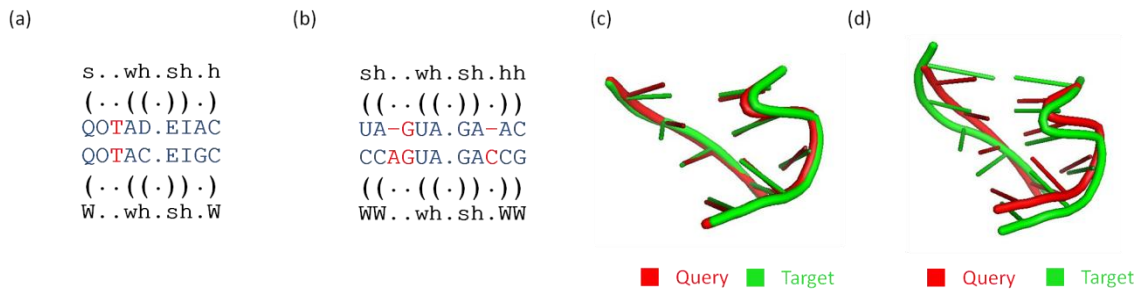 (a)
s..wh.sh.h
(..((.)).)
QOTAD.EIAC
QOTAC.EIGC
(..((.)).)
W..wh.sh.W
(b)
sh..wh.sh.hh
((..((.)).))
UA-GUA.GA-AC
CCAGUA.GACCG
((..((.)).))
WW..wh.sh.WW
(c)
Query Target
(d)
Query Target